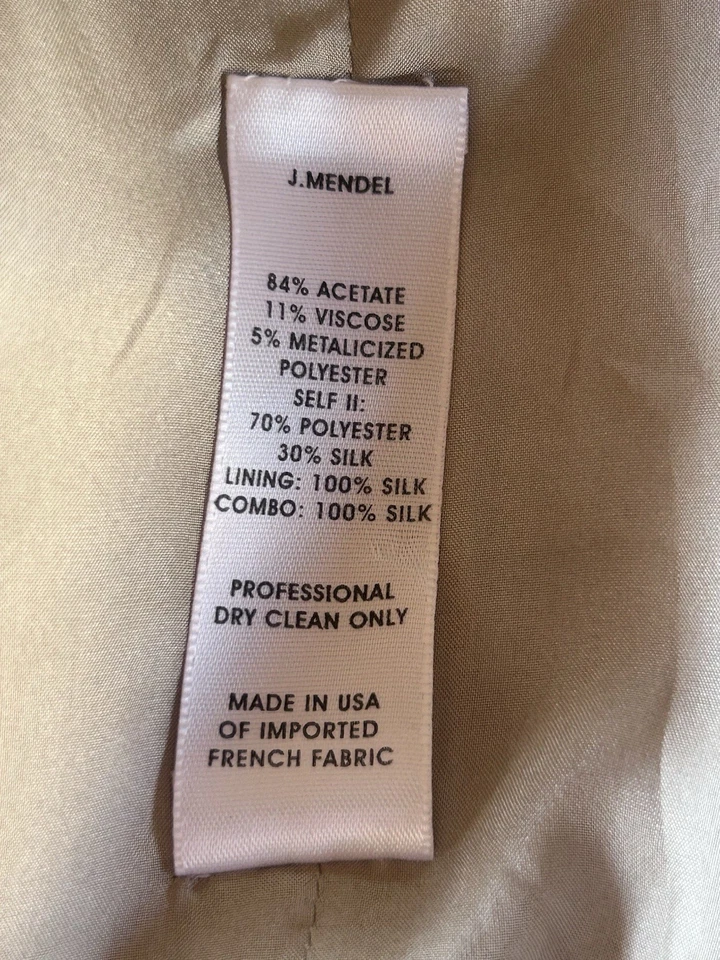 J.MENDEL
84% ACETATE
11% VISCOSE
5% METALICIZED
POLYESTER
SELF II:
70% POLYESTER
30% SILK
LINING: 100% SILK
COMBO: 100% SILK
PROFESSIONAL
DRY CLEAN ONLY
MADE IN USA
OF IMPORTED
FRENCH FABRIC